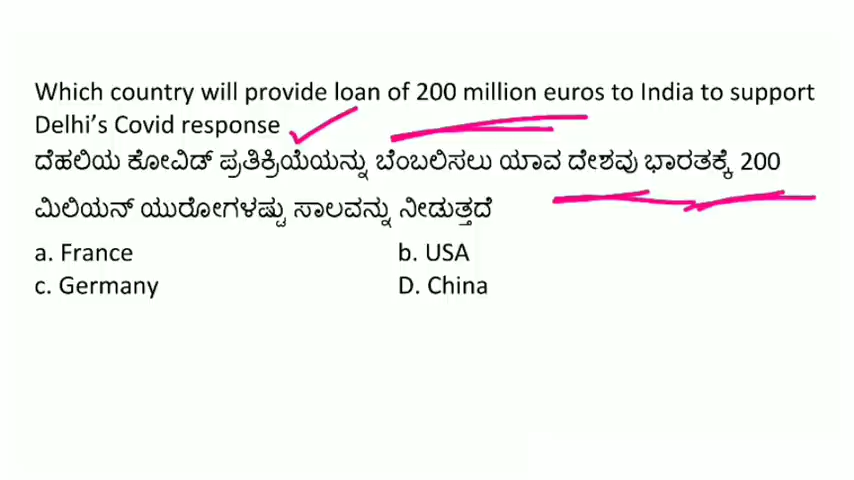 Which country will provide loan of 200 million euros to India to support
Delhi's Covid response
ದೆಹಲಿಯ ಕೋವಿಡ್ ಪ್ರತಿಕ್ರಿಯೆಯನ್ನು ಬೆಂಬಲಿಸಲು ಯಾವ ದೇಶವು ಭಾರತಕ್ಕೆ 200
ಮಿಲಿಯನ್ ಯುರೋಗಳಷ್ಟು ಸಾಲವನ್ನು ನೀಡುತ್ತದೆ
a. France b. USA
c. Germany D. China